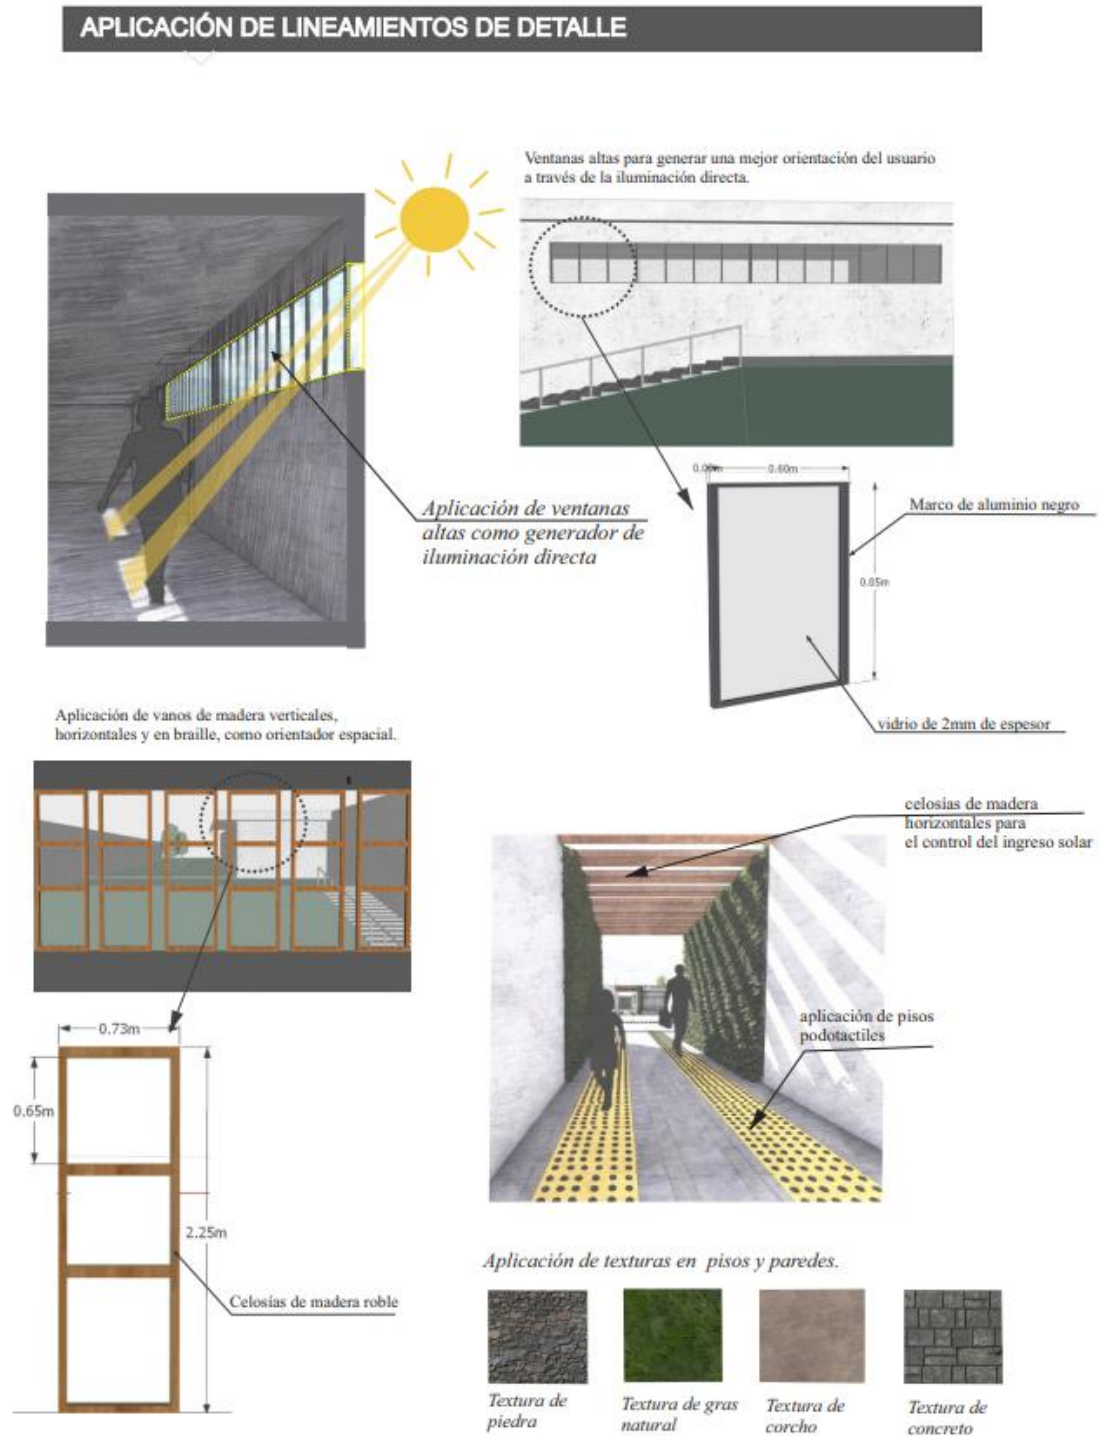 APLICACIÓN DE LINEAMIENTOS DE DETALLE
Ventanas altas para generar una mejor orientación del usuario
a través de la iluminación directa.
0.60m
Marco de aluminio negro
0.85m
vidrio de 2mm de espesor
Aplicación de ventanas
altas como generador de
iluminación directa
Aplicación de vanos de madera verticales,
horizontales y en braille, como orientador espacial.
0.73m
0.65m
2.25m
Celosías de madera roble
celosías de madera
horizontales para
el control del ingreso solar
aplicación de pisos
podotactiles
Aplicación de texturas en pisos y paredes.
Textura de
piedra
Textura de gras
natural
Textura de
corcho
Textura de
concreto